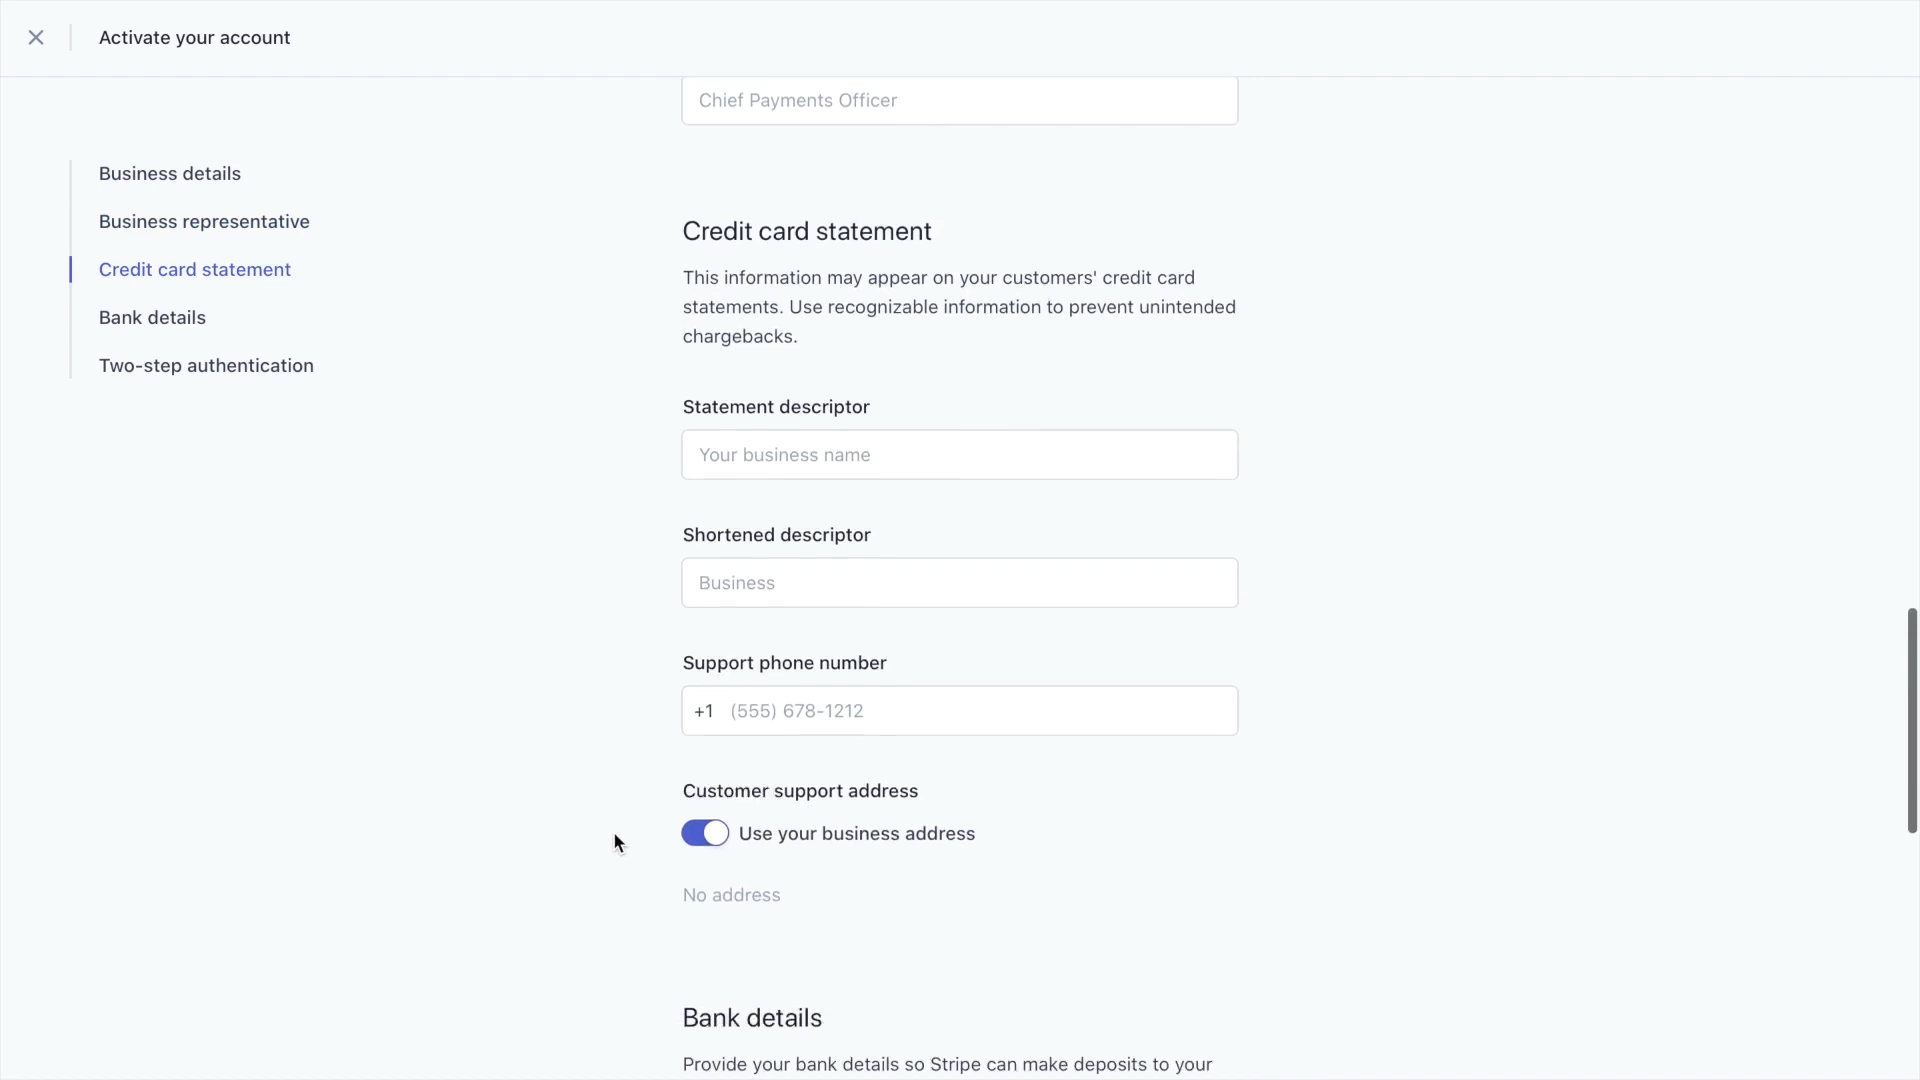 Activate your account
Chief Payments Officer
Business details
Business representative
Credit card statement
Bank details
Two-step authentication
Credit card statement
This information may appear on your customers' credit card
statements. Use recognizable information to prevent unintended
chargebacks.
Statement descriptor
Your business name
Shortened descriptor
Business
Support phone number
+1 (555) 678-1212
Customer support address
Use your business address
No address
Bank details
Provide your bank details so Stripe can make deposits to your